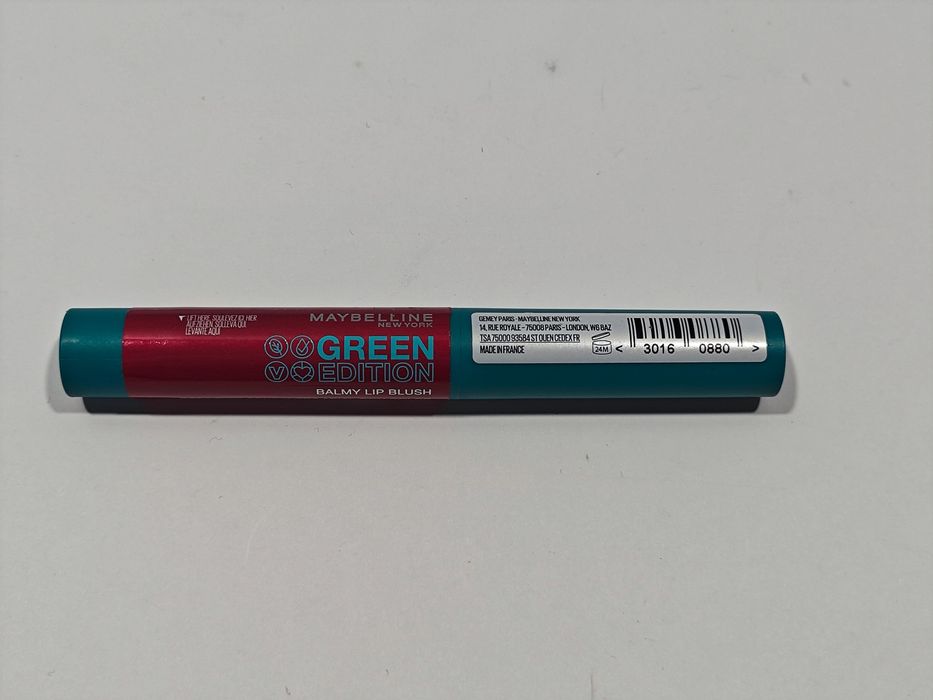 LIFT HERE, SOULEVEZ ICI, HIER
AUFZIEHEN, SOLLEVA QUI,
LEVANTE AQUI
MAYBELLINE
NEW YORK
GREEN
EDITION
BALMY LIP BLUSH
GEMEY PARIS - MAYBELLINE NEW YORK
14, RUE ROYALE - 75008 PARIS - LONDON, W6 8AZ
TSA 75000 93584 ST OUEN CEDEX FR
MADE IN FRANCE
24M
< 3016 0880 >